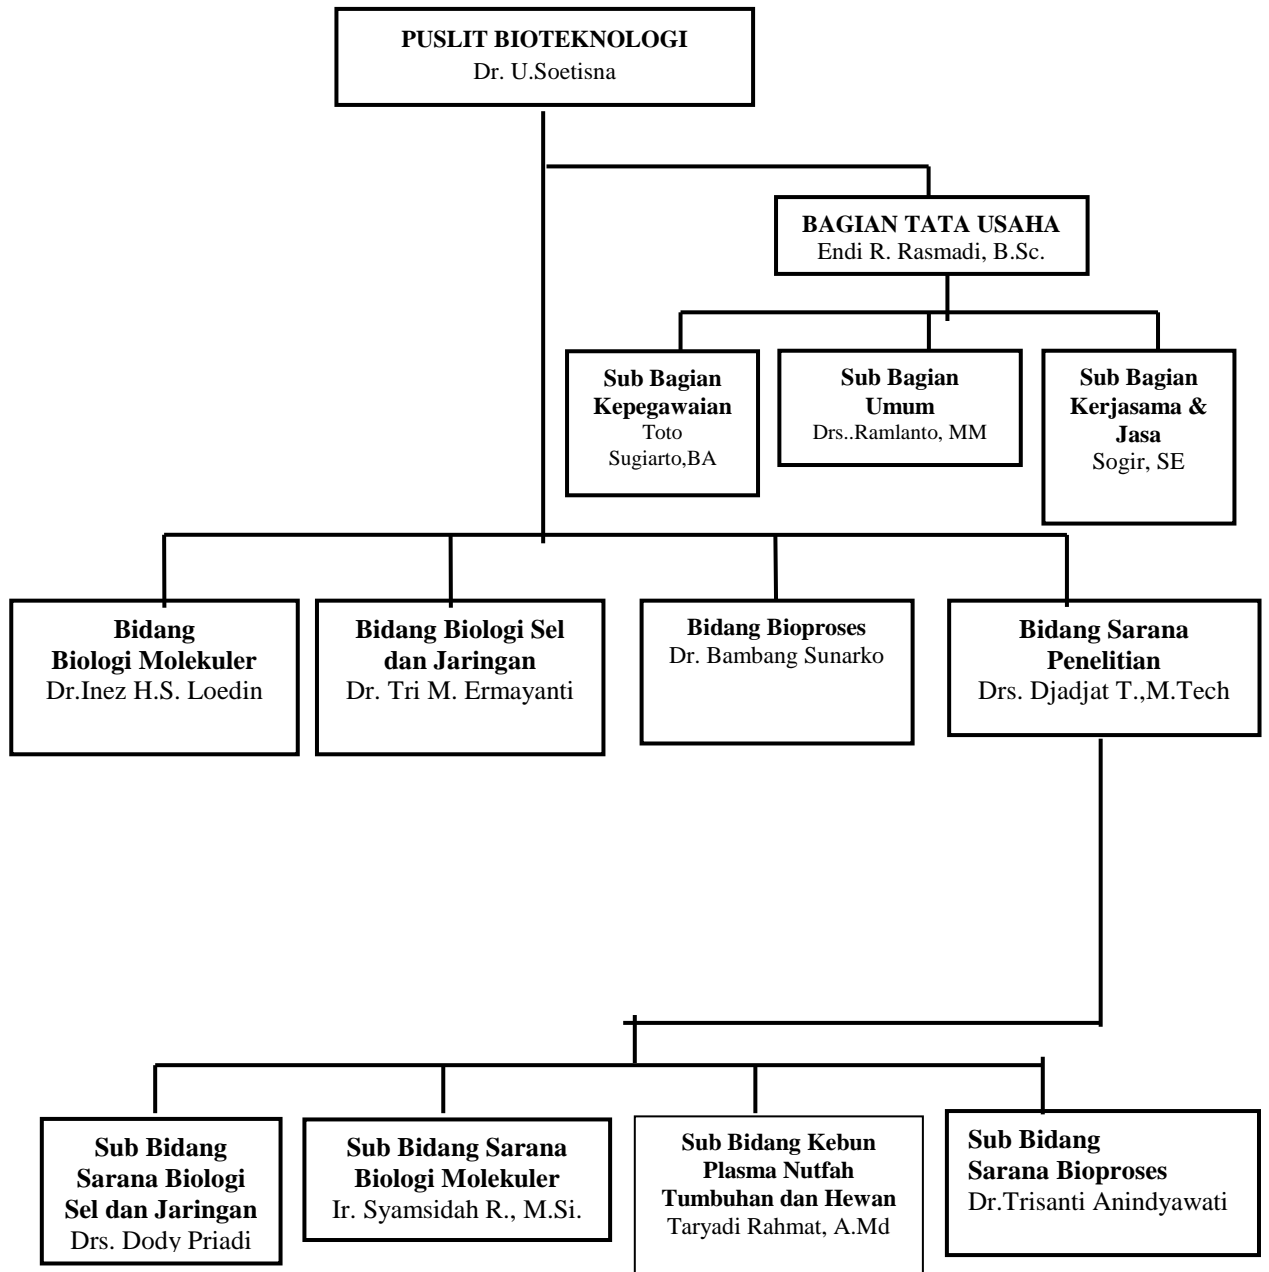 PUSLIT BIOTEKNOLOGI
Dr. U.Soetisna
BAGIAN TATA USAHA
Endi R. Rasmadi, B.Sc.
Sub Bagian
Kepegawaian
Toto
Sugiarto,BA
Sub Bagian
Umum
Drs..Ramlanto, MM
Sub Bagian
Kerjasama &
Jasa
Sogir, SE
Bidang
Biologi Molekuler
Dr.Inez H.S. Loedin
Bidang Biologi Sel
dan Jaringan
Dr. Tri M. Ermayanti
Bidang Bioproses
Dr. Bambang Sunarko
Bidang Sarana
Penelitian
Drs. Djadjat T.,M.Tech
Sub Bidang
Sarana Biologi
Sel dan Jaringan
Drs. Dody Priadi
Sub Bidang Sarana
Biologi Molekuler
Ir. Syamsidah R., M.Si.
Sub Bidang Kebun
Plasma Nutfah
Tumbuhan dan Hewan
Taryadi Rahmat, A.Md
Sub Bidang
Sarana Bioproses
Dr.Trisanti Anindyawati